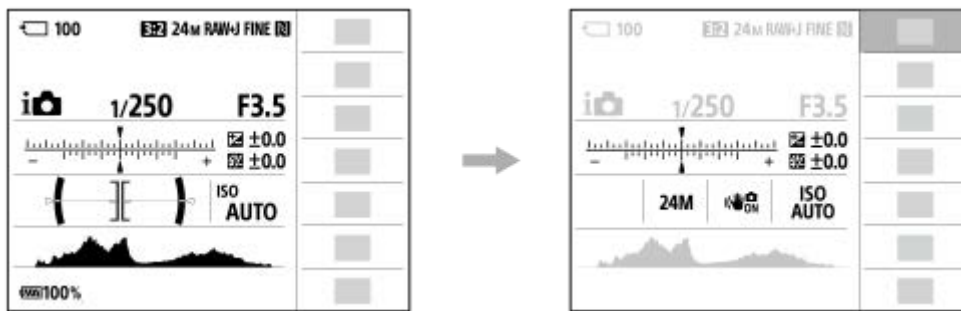 100 3:2 24M RAW+J FINE N
i 1/250 F3.5
±0.0
- + ±0.0
ISO
AUTO
100%
100 3:2 24M RAW+J FINE N
i 1/250 F3.5
±0.0
- + ±0.0
24M ON ISO
AUTO